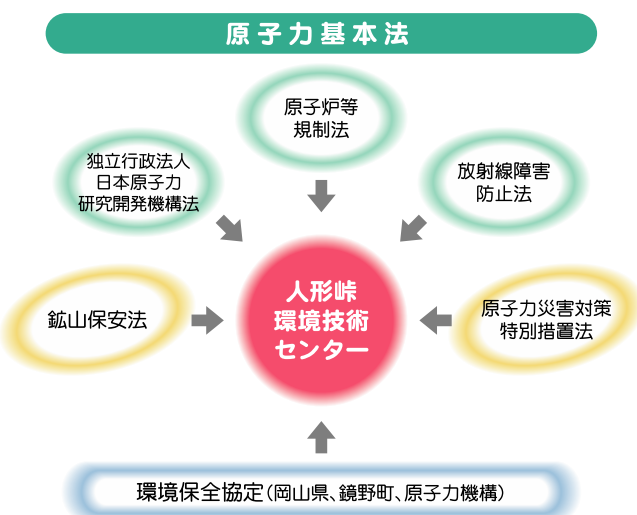 原子力基本法
原子炉等
規制法
独立行政法人
日本原子力
研究開発機構法
放射線障害
防止法
人形峠
環境技術
センター
鉱山保安法
原子力災害対策
特別措置法
環境保全協定(岡山県、鏡野町、原子力機構)